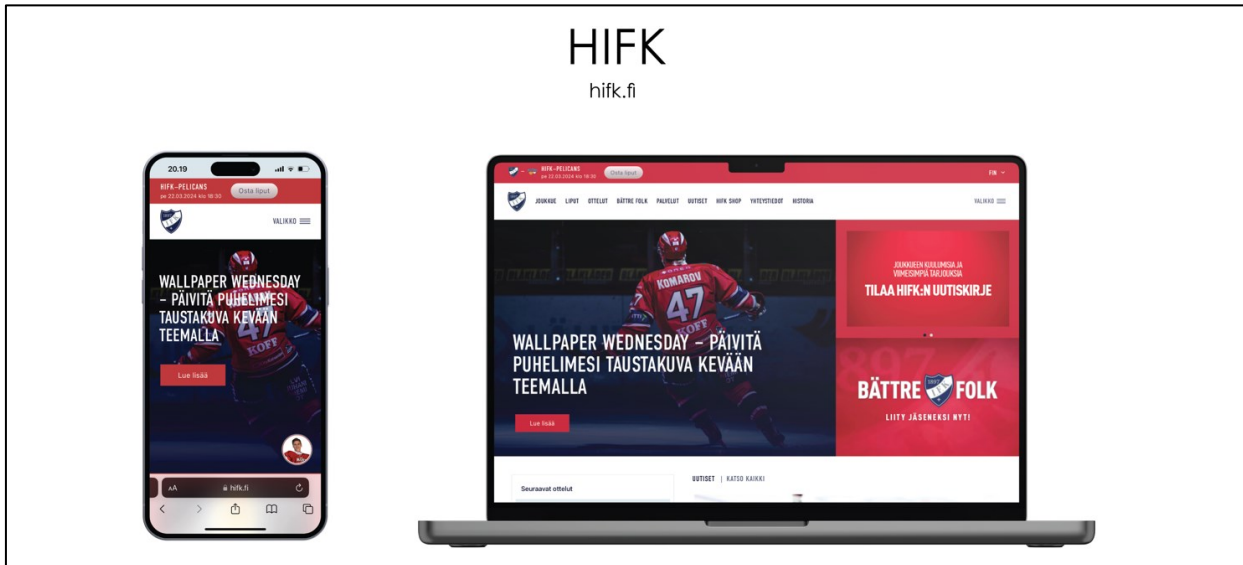 HIFK
hifk.fi
20.19
HIFK–PELICANS
pe 22.03.2024 klo 18:30
Osta liput
VALIKKO
WALLPAPER WEDNESDAY
– PÄIVITÄ PUHELIMESI
TAUSTAKUVA KEVÄÄN
TEEMALLA
47
KOFF
Lue lisää
AA
hifk.fi
HIFK–PELICANS
pe 22.03.2024 klo 18:30
Osta liput
FIN
JOUKKUE LIPUT OTTELUT BÄTTRE FOLK PALVELUT UUTISET HIFK SHOP YHTEYSTIEDOT HISTORIA
VALIKKO
KOMAROV
47
KOFF
WALLPAPER WEDNESDAY – PÄIVITÄ
PUHELIMESI TAUSTAKUVA KEVÄÄN
TEEMALLA
Lue lisää
JOUKKUEEN KUULUMISIA JA
VIIMEISIMPIÄ TARJOUKSIA
TILAA HIFK:N UUTISKIRJE
1897
BÄTTRE FOLK
LIITY JÄSENEKSI NYT!
Seuraavat ottelut
UUTISET | KATSO KAIKKI